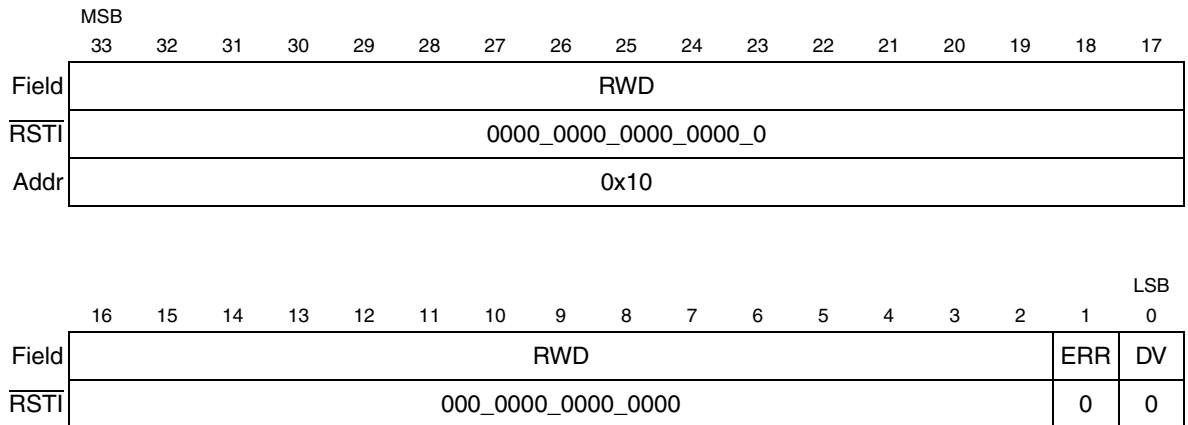 MSB
33 32 31 30 29 28 27 26 25 24 23 22 21 20 19 18 17
Field RWD
RSTI 0000_0000_0000_0000_0
Addr 0x10
LSB
16 15 14 13 12 11 10 9 8 7 6 5 4 3 2 1 0
Field RWD ERR DV
RSTI 000_0000_0000_0000 0 0